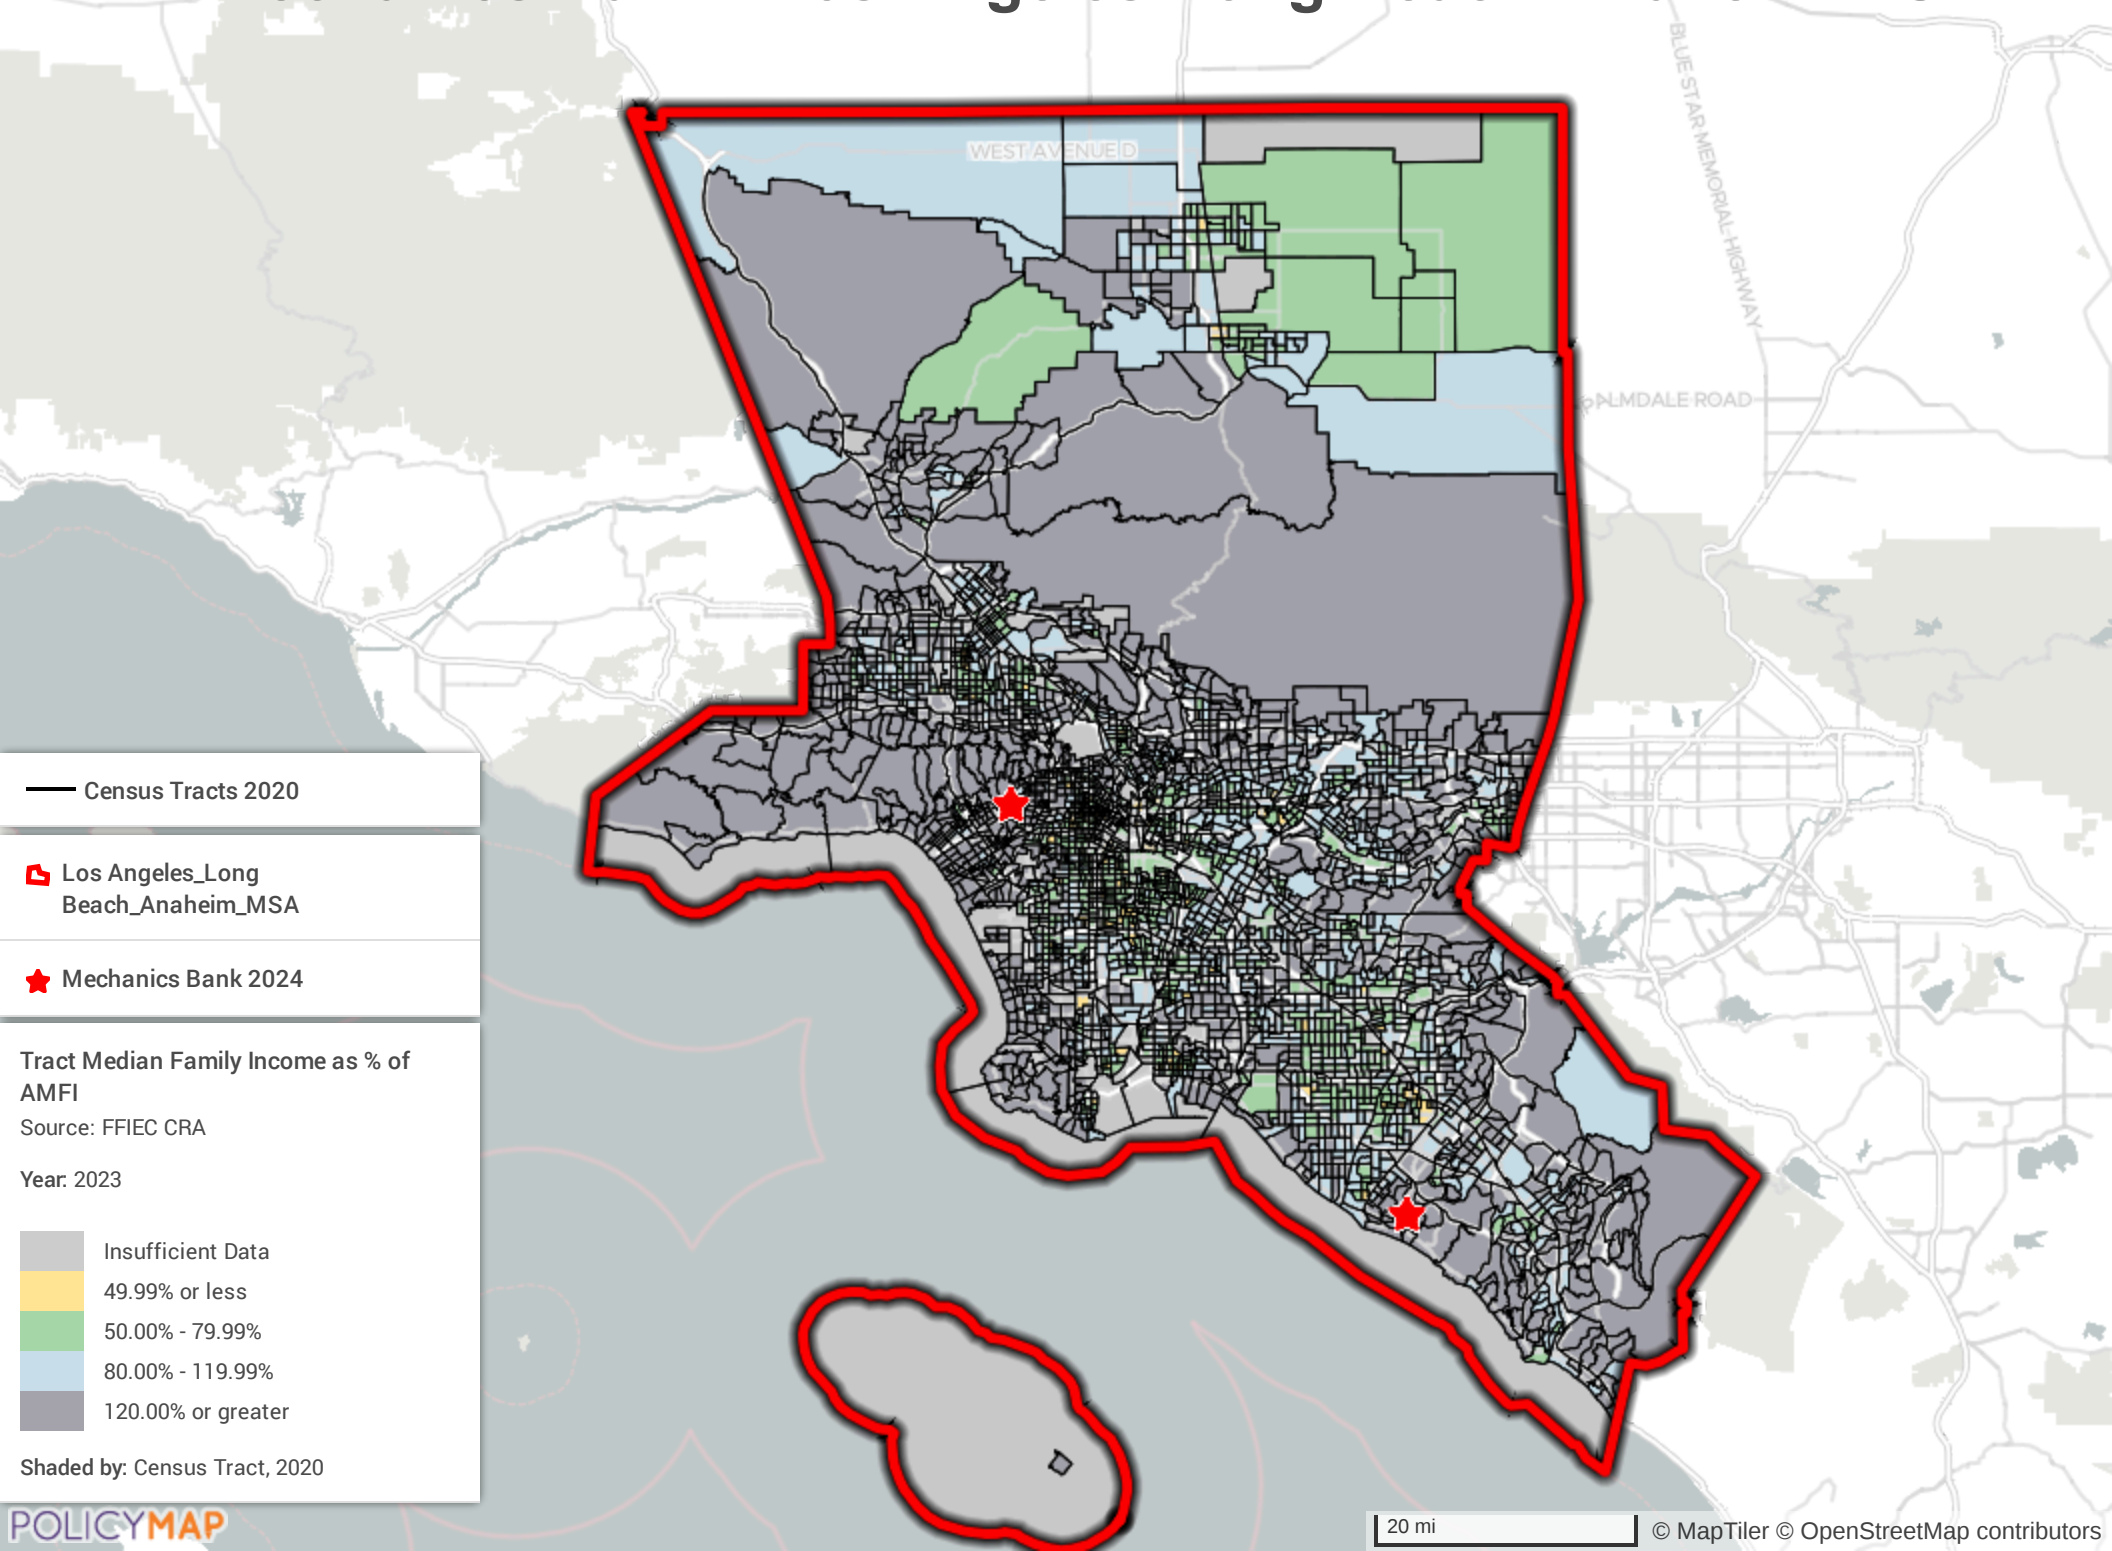 WEST AVENUE D
BLUE STAR MEMORIAL HIGHWAY
PALMDALE ROAD
Census Tracts 2020
Los Angeles_Long
Beach_Anaheim_MSA
Mechanics Bank 2024
Tract Median Family Income as % of
AMFI
Source: FFIEC CRA
Year: 2023
Insufficient Data
49.99% or less
50.00% - 79.99%
80.00% - 119.99%
120.00% or greater
Shaded by: Census Tract, 2020
POLICYMAP
20 mi
© MapTiler © OpenStreetMap contributors